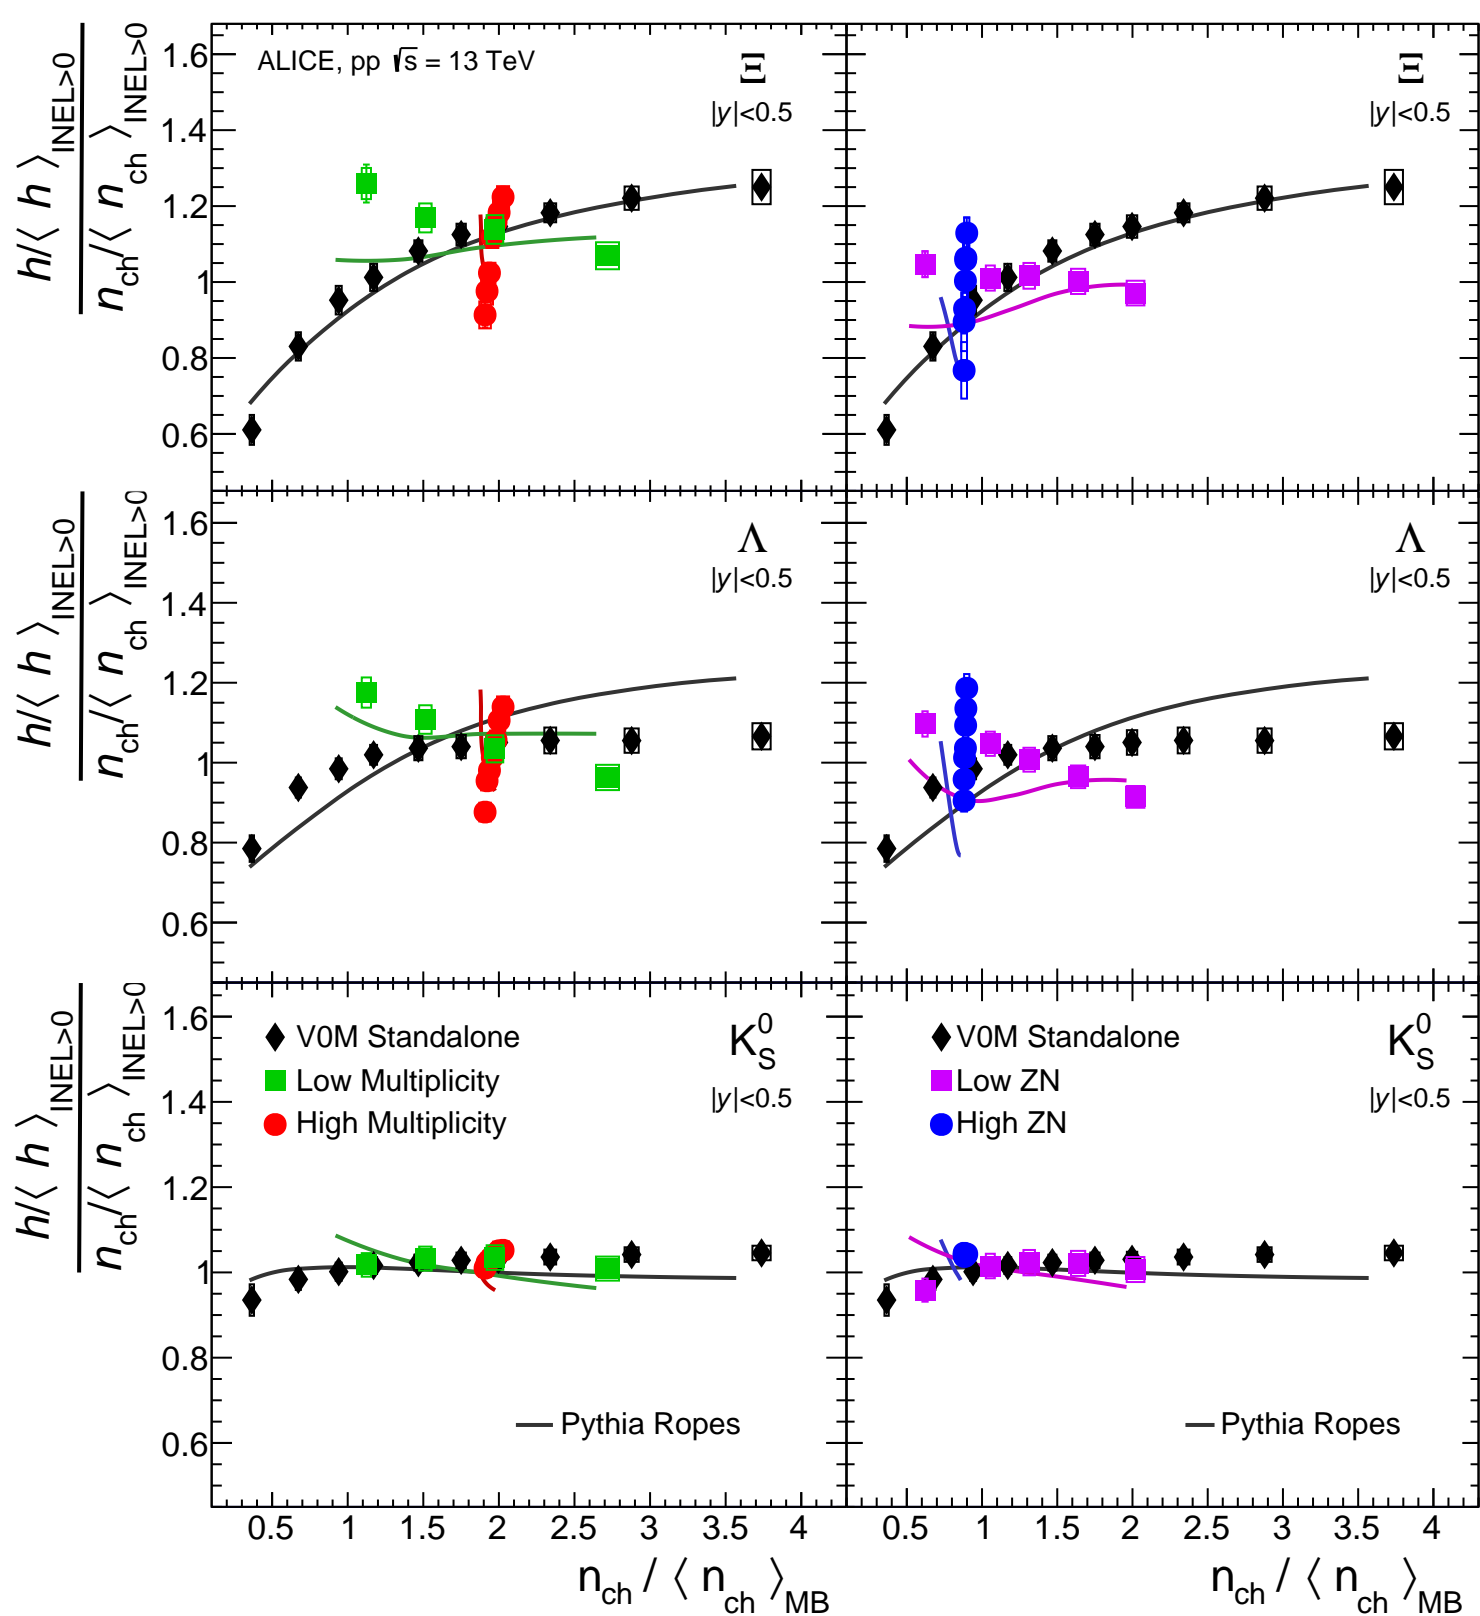 ALICE, pp √s = 13 TeV
Ξ
|y|<0.5
Ξ
|y|<0.5
h/⟨ h ⟩INEL>0
nch/⟨ nch ⟩INEL>0
1.6
1.4
1.2
1
0.8
0.6
Λ
|y|<0.5
Λ
|y|<0.5
h/⟨ h ⟩INEL>0
nch/⟨ nch ⟩INEL>0
1.6
1.4
1.2
1
0.8
0.6
V0M Standalone
Low Multiplicity
High Multiplicity
K0S
|y|<0.5
V0M Standalone
Low ZN
High ZN
K0S
|y|<0.5
h/⟨ h ⟩INEL>0
nch/⟨ nch ⟩INEL>0
1.6
1.4
1.2
1
0.8
0.6
Pythia Ropes
Pythia Ropes
0.5 1 1.5 2 2.5 3 3.5 4
0.5 1 1.5 2 2.5 3 3.5 4
nch / ⟨ nch ⟩MB
nch / ⟨ nch ⟩MB